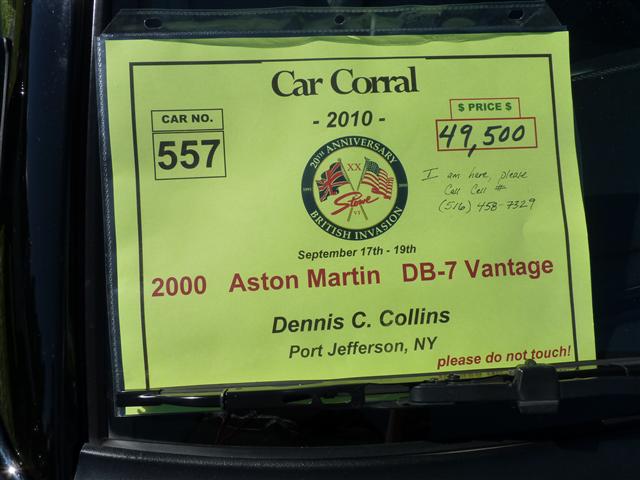 Car Corral
- 2010 -
CAR NO.
557
$ PRICE $
49,500
I am here, please
Call Cell #
(516) 458-7329
20TH ANNIVERSARY
XX
Stowe
VT
BRITISH INVASION
September 17th - 19th
2000 Aston Martin DB-7 Vantage
Dennis C. Collins
Port Jefferson, NY
please do not touch!